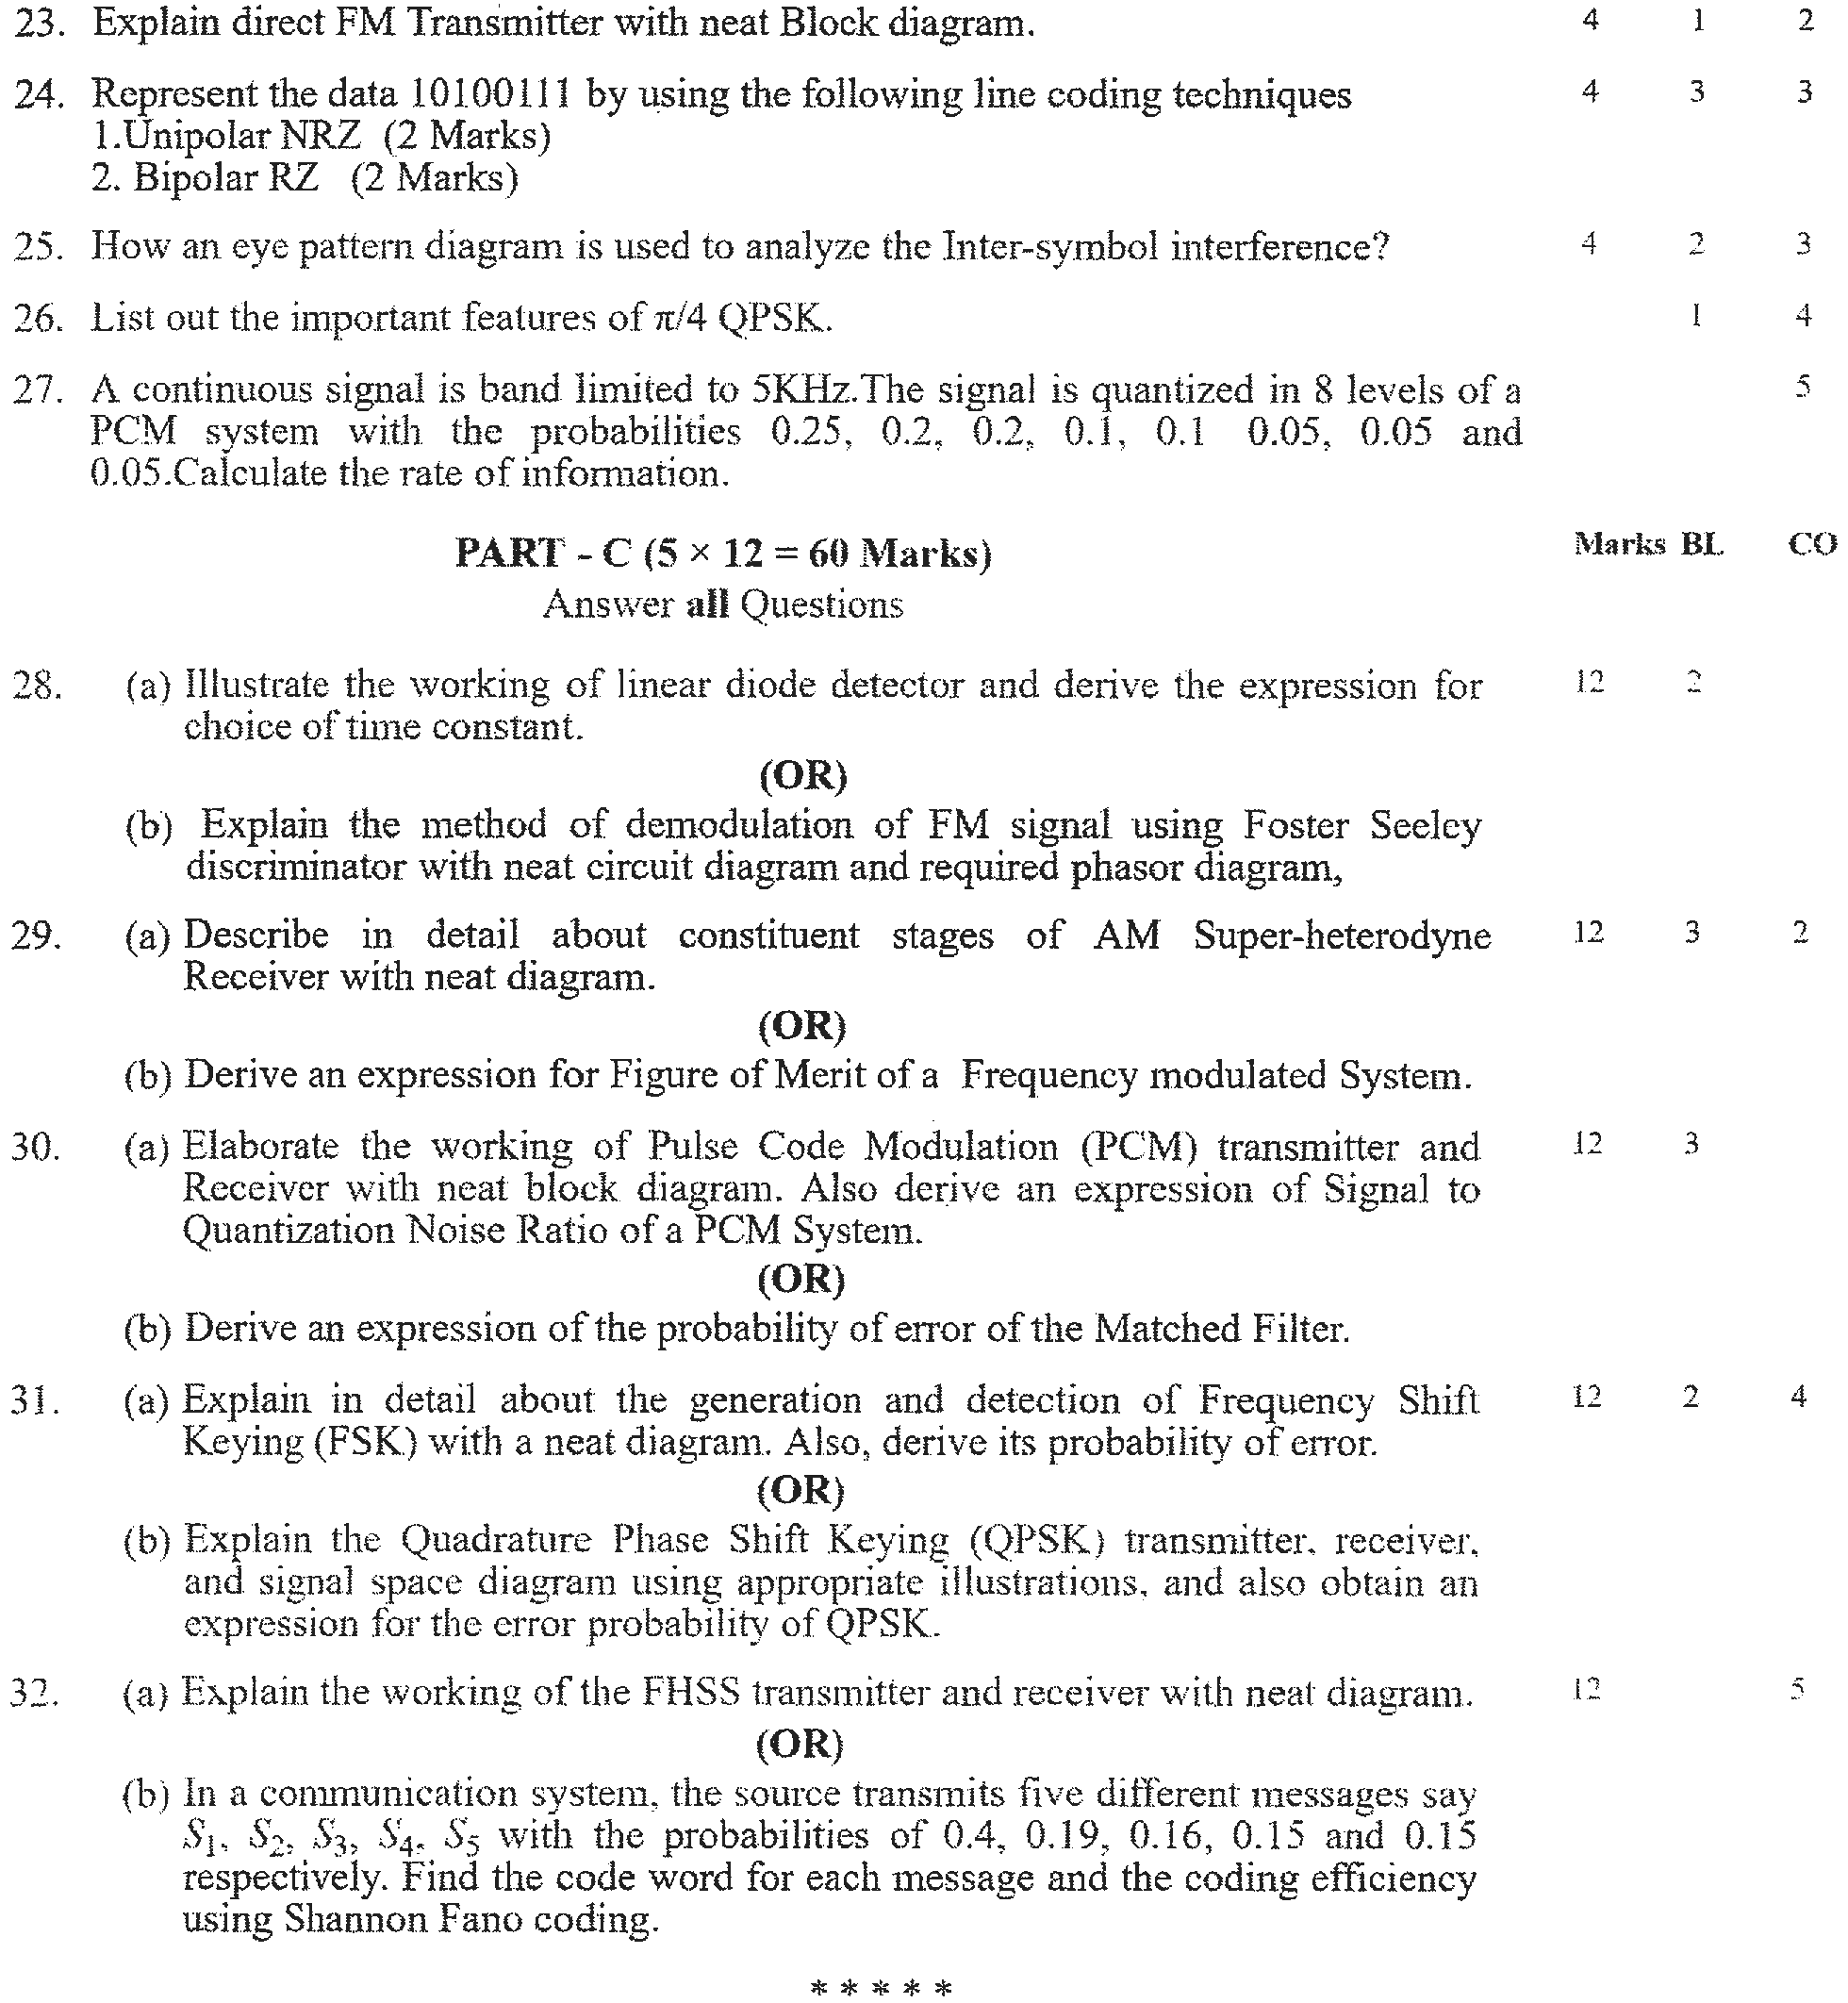 23. Explain direct FM Transmitter with neat Block diagram. 4 1 2
24. Represent the data 10100111 by using the following line coding techniques 4 3 3
1.Unipolar NRZ (2 Marks)
2. Bipolar RZ (2 Marks)
25. How an eye pattern diagram is used to analyze the Inter-symbol interference? 4 2 3
26. List out the important features of π/4 QPSK. 1 4
27. A continuous signal is band limited to 5KHz.The signal is quantized in 8 levels of a 5
PCM system with the probabilities 0.25, 0.2, 0.2, 0.1, 0.1 0.05, 0.05 and
0.05.Calculate the rate of information.
PART - C (5 × 12 = 60 Marks) Marks BL CO
Answer all Questions
28. (a) Illustrate the working of linear diode detector and derive the expression for 12 2
choice of time constant.
(OR)
(b) Explain the method of demodulation of FM signal using Foster Seeley
discriminator with neat circuit diagram and required phasor diagram,
29. (a) Describe in detail about constituent stages of AM Super-heterodyne 12 3 2
Receiver with neat diagram.
(OR)
(b) Derive an expression for Figure of Merit of a Frequency modulated System.
30. (a) Elaborate the working of Pulse Code Modulation (PCM) transmitter and 12 3
Receiver with neat block diagram. Also derive an expression of Signal to
Quantization Noise Ratio of a PCM System.
(OR)
(b) Derive an expression of the probability of error of the Matched Filter.
31. (a) Explain in detail about the generation and detection of Frequency Shift 12 2 4
Keying (FSK) with a neat diagram. Also, derive its probability of error.
(OR)
(b) Explain the Quadrature Phase Shift Keying (QPSK) transmitter, receiver,
and signal space diagram using appropriate illustrations, and also obtain an
expression for the error probability of QPSK.
32. (a) Explain the working of the FHSS transmitter and receiver with neat diagram. 12 5
(OR)
(b) In a communication system, the source transmits five different messages say
S₁, S₂, S₃, S₄, S₅ with the probabilities of 0.4, 0.19, 0.16, 0.15 and 0.15
respectively. Find the code word for each message and the coding efficiency
using Shannon Fano coding.
* * * * *